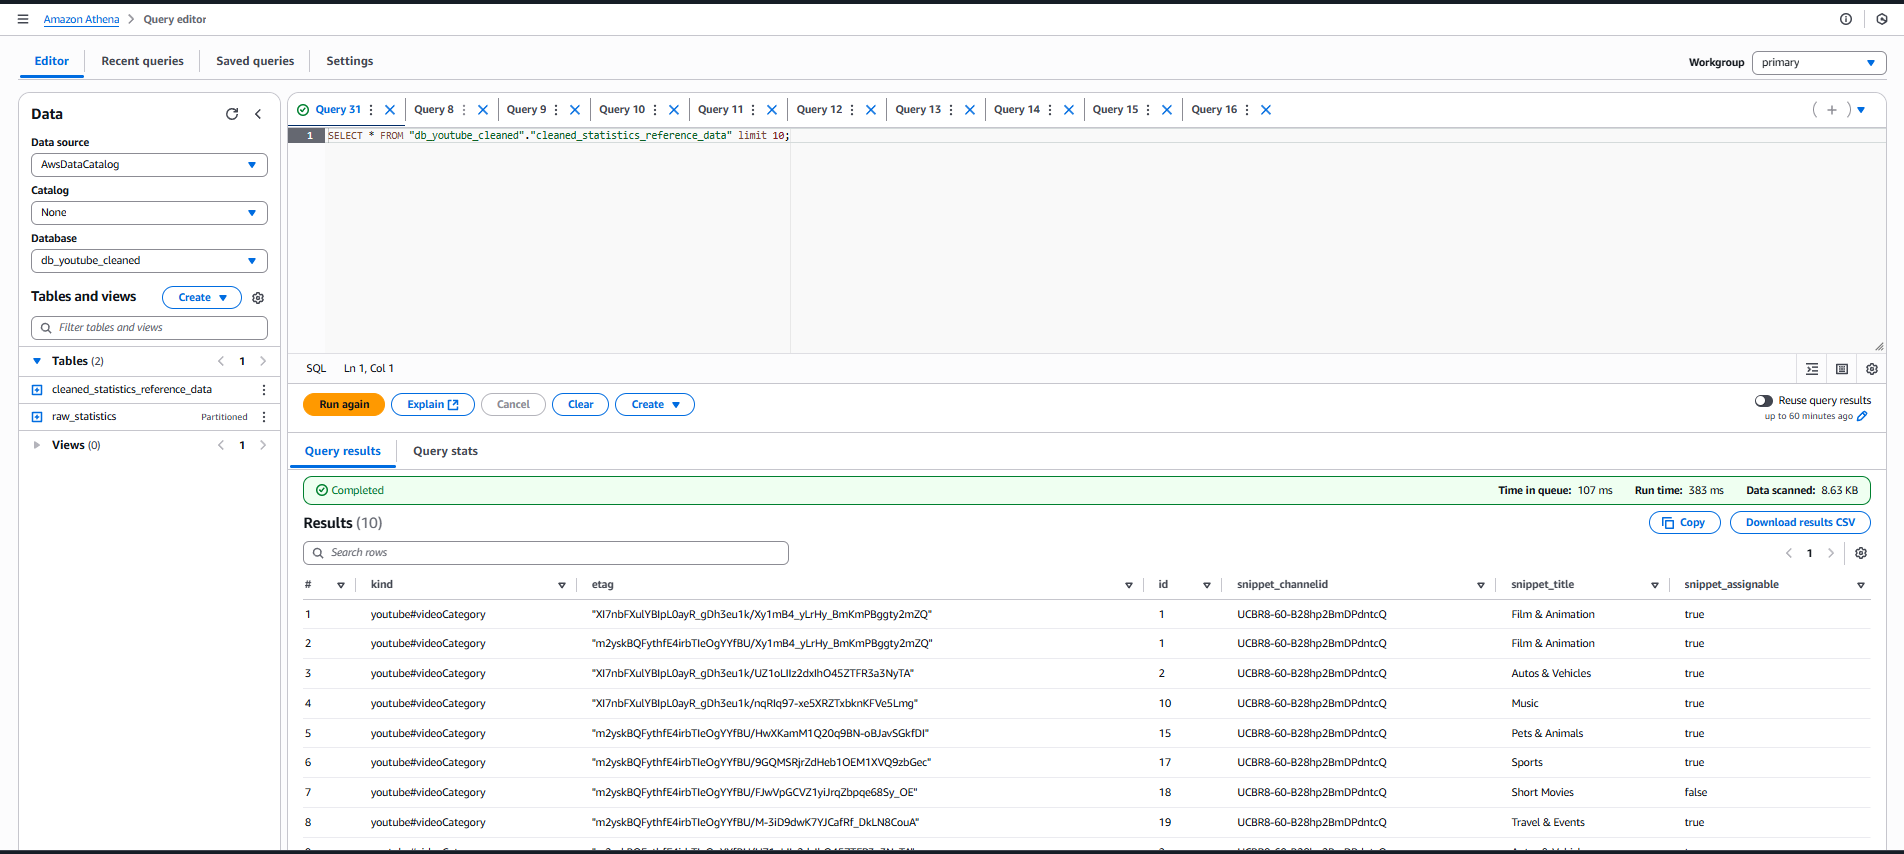 Amazon Athena > Query editor
Editor Recent queries Saved queries Settings
Workgroup primary
Data
Data source
AwsDataCatalog
Catalog
None
Database
db_youtube_cleaned
Tables and views Create
Filter tables and views
Tables (2) < 1 >
cleaned_statistics_reference_data
raw_statistics Partitioned
Views (0) < 1 >
Query 31 Query 8 Query 9 Query 10 Query 11 Query 12 Query 13 Query 14 Query 15 Query 16
1 SELECT * FROM "db_youtube_cleaned"."cleaned_statistics_reference_data" limit 10;
SQL Ln 1, Col 1
Run again Explain Cancel Clear Create
Reuse query results
up to 60 minutes ago
Query results Query stats
Completed Time in queue: 107 ms Run time: 383 ms Data scanned: 8.63 KB
Results (10) Copy Download results CSV
Search rows < 1 >
# kind etag id snippet_channelid snippet_title snippet_assignable
1 youtube#videoCategory "XI7nbFXulYBIpL0ayR_gDh3eu1k/Xy1mB4_yLrHy_BmKmPBggty2mZQ" 1 UCBR8-60-B28hp2BmDPdntcQ Film & Animation true
2 youtube#videoCategory "m2yskBQFythfE4irbTIeOgYYfBU/Xy1mB4_yLrHy_BmKmPBggty2mZQ" 1 UCBR8-60-B28hp2BmDPdntcQ Film & Animation true
3 youtube#videoCategory "XI7nbFXulYBIpL0ayR_gDh3eu1k/UZ1oLIIz2dxIhO45ZTFR3a3NyTA" 2 UCBR8-60-B28hp2BmDPdntcQ Autos & Vehicles true
4 youtube#videoCategory "XI7nbFXulYBIpL0ayR_gDh3eu1k/nqRIq97-xe5XRZTxbknKFVe5Lmg" 10 UCBR8-60-B28hp2BmDPdntcQ Music true
5 youtube#videoCategory "m2yskBQFythfE4irbTIeOgYYfBU/HwXKamM1Q20q9BN-oBJavSGkfDI" 15 UCBR8-60-B28hp2BmDPdntcQ Pets & Animals true
6 youtube#videoCategory "m2yskBQFythfE4irbTIeOgYYfBU/9GQMSRjrZdHeb1OEM1XVQ9zbGec" 17 UCBR8-60-B28hp2BmDPdntcQ Sports true
7 youtube#videoCategory "m2yskBQFythfE4irbTIeOgYYfBU/FJwVpGCVZ1yiJrqZbpqe68Sy_OE" 18 UCBR8-60-B28hp2BmDPdntcQ Short Movies false
8 youtube#videoCategory "m2yskBQFythfE4irbTIeOgYYfBU/M-3iD9dwK7YJCafRf_DkLN8CouA" 19 UCBR8-60-B28hp2BmDPdntcQ Travel & Events true